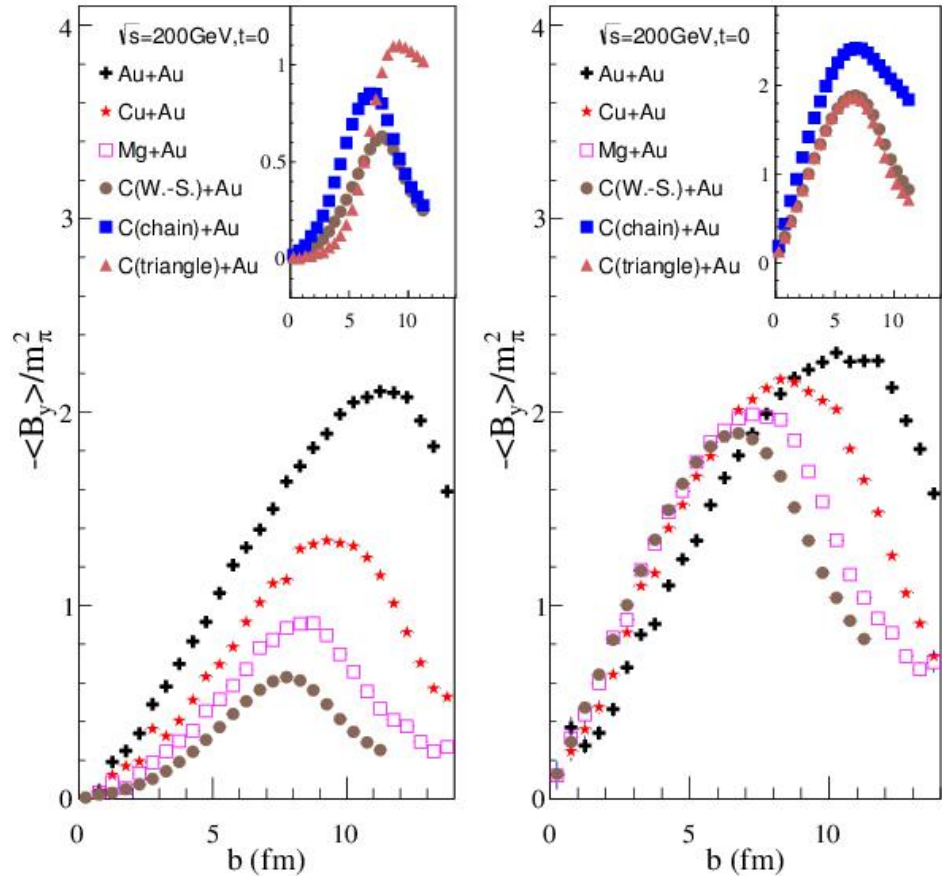 4
√s=200GeV,t=0
Au+Au
Cu+Au
Mg+Au
C(W.-S.)+Au
C(chain)+Au
C(triangle)+Au
1
0.5
0
0 5 10
3
2
1
0
-<B_y>/m_π^2
0 5 10
b (fm)
4
√s=200GeV,t=0
Au+Au
Cu+Au
Mg+Au
C(W.-S.)+Au
C(chain)+Au
C(triangle)+Au
2
1
0
0 5 10
3
2
1
0
-<B_y>/m_π^2
0 5 10
b (fm)